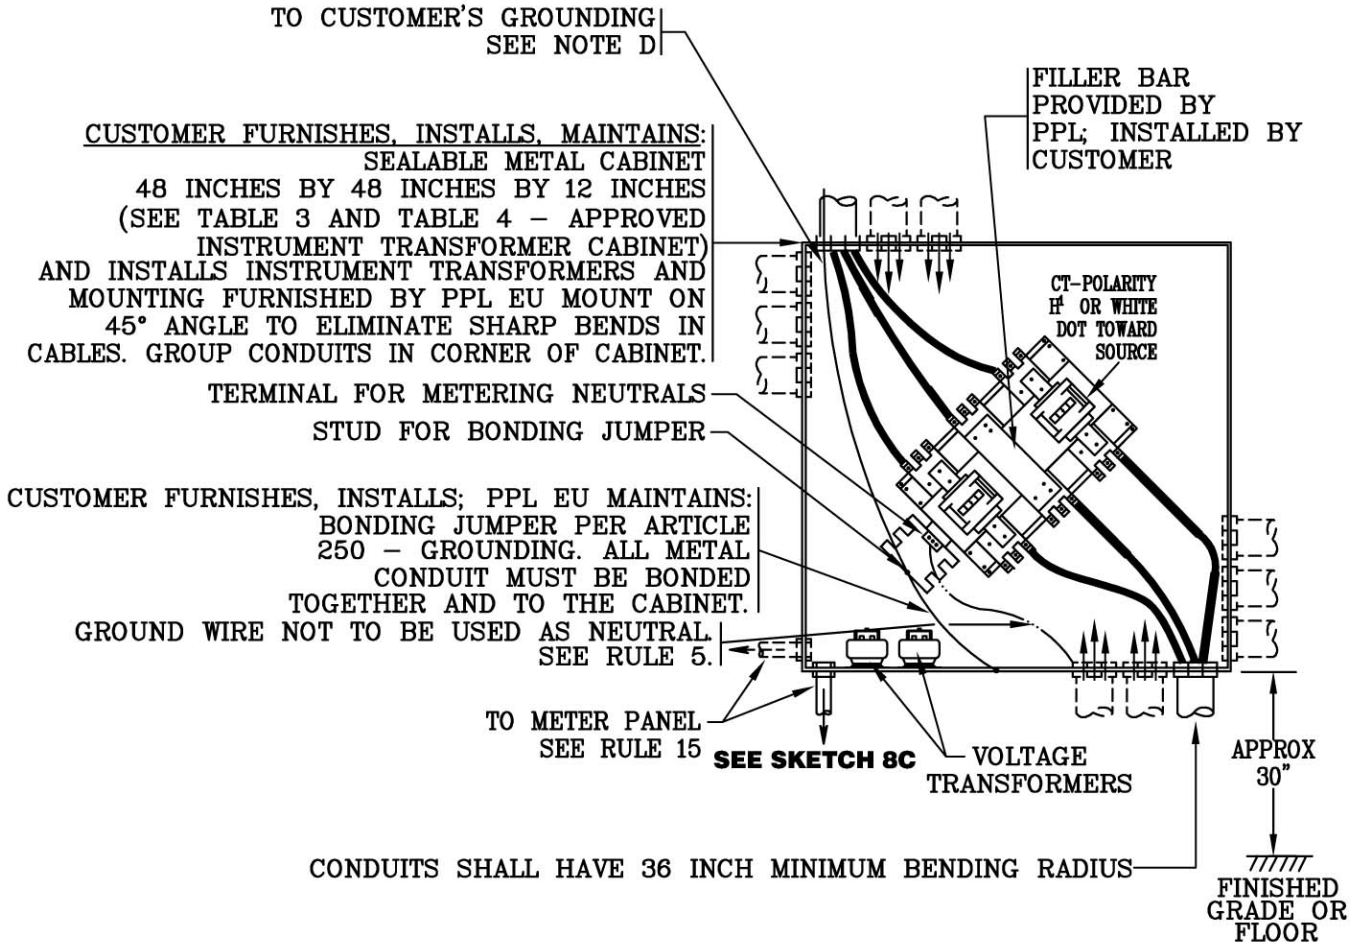 TO CUSTOMER'S GROUNDING
SEE NOTE D
FILLER BAR
PROVIDED BY
PPL; INSTALLED BY
CUSTOMER
CUSTOMER FURNISHES, INSTALLS, MAINTAINS:
SEALABLE METAL CABINET
48 INCHES BY 48 INCHES BY 12 INCHES
(SEE TABLE 3 AND TABLE 4 - APPROVED
INSTRUMENT TRANSFORMER CABINET)
AND INSTALLS INSTRUMENT TRANSFORMERS AND
MOUNTING FURNISHED BY PPL EU MOUNT ON
45° ANGLE TO ELIMINATE SHARP BENDS IN
CABLES. GROUP CONDUITS IN CORNER OF CABINET.
CT-POLARITY
H1 OR WHITE
DOT TOWARD
SOURCE
TERMINAL FOR METERING NEUTRALS
STUD FOR BONDING JUMPER
CUSTOMER FURNISHES, INSTALLS; PPL EU MAINTAINS:
BONDING JUMPER PER ARTICLE
250 - GROUNDING. ALL METAL
CONDUIT MUST BE BONDED
TOGETHER AND TO THE CABINET.
GROUND WIRE NOT TO BE USED AS NEUTRAL.
SEE RULE 5.
TO METER PANEL
SEE RULE 15
SEE SKETCH 8C
VOLTAGE
TRANSFORMERS
APPROX
30"
CONDUITS SHALL HAVE 36 INCH MINIMUM BENDING RADIUS
FINISHED
GRADE OR
FLOOR